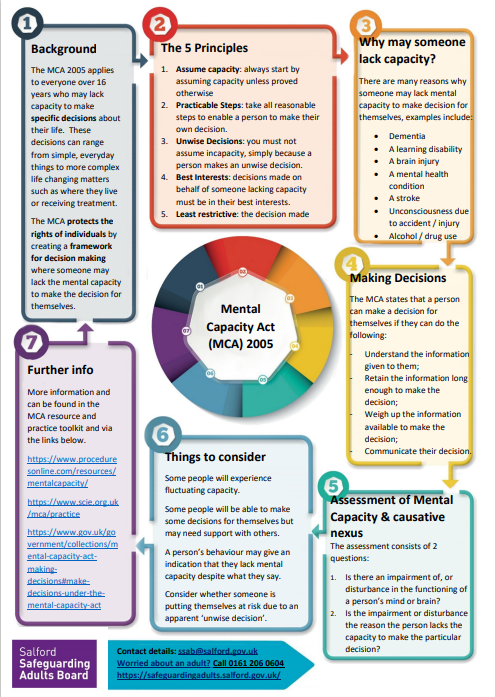 1
Background
The MCA 2005 applies
to everyone over 16
years who may lack
capacity to make
specific decisions about
their life. These
decisions can range
from simple, everyday
things to more complex
life changing matters
such as where they live
or receiving treatment.
The MCA protects the
rights of individuals by
creating a framework
for decision making
where someone may
lack the mental capacity
to make the decision for
themselves.
2
The 5 Principles
1. Assume capacity: always start by
assuming capacity unless proved
otherwise
2. Practicable Steps: take all reasonable
steps to enable a person to make their
own decision.
3. Unwise Decisions: you must not
assume incapacity, simply because a
person makes an unwise decision.
4. Best Interests: decisions made on
behalf of someone lacking capacity
must be in their best interests.
5. Least restrictive: the decision made
3
Why may someone
lack capacity?
There are many reasons why
someone may lack mental
capacity to make decision for
themselves, examples include:
• Dementia
• A learning disability
• A brain injury
• A mental health
condition
• A stroke
• Unconsciousness due
to accident / injury
• Alcohol / drug use
4
Making Decisions
The MCA states that a person
can make a decision for
themselves if they can do the
following:
- Understand the information
given to them;
- Retain the information long
enough to make the
decision;
- Weigh up the information
available to make the
decision;
- Communicate their decision.
01
02
03
04
05
06
07
Mental
Capacity Act
(MCA) 2005
5
Assessment of Mental
Capacity & causative
nexus
The assessment consists of 2
questions:
1. Is there an impairment of, or
disturbance in the functioning of
a person's mind or brain?
2. Is the impairment or disturbance
the reason the person lacks the
capacity to make the particular
decision?
6
Things to consider
Some people will experience
fluctuating capacity.
Some people will be able to make
some decisions for themselves but
may need support with others.
A person's behaviour may give an
indication that they lack mental
capacity despite what they say.
Consider whether someone is
putting themselves at risk due to an
apparent 'unwise decision'.
7
Further info
More information and
can be found in the
MCA resource and
practice toolkit and via
the links below.
https://www.procedure
sonline.com/resources/
mentalcapacity/
https://www.scie.org.uk
/mca/practice
https://www.gov.uk/go
vernment/collections/m
ental-capacity-act-
making-
decisions#make-
decisions-under-the-
mental-capacity-act
Salford
Safeguarding
Adults Board
Contact details: ssab@salford.gov.uk
Worried about an adult? Call 0161 206 0604
https://safeguardingadults.salford.gov.uk/